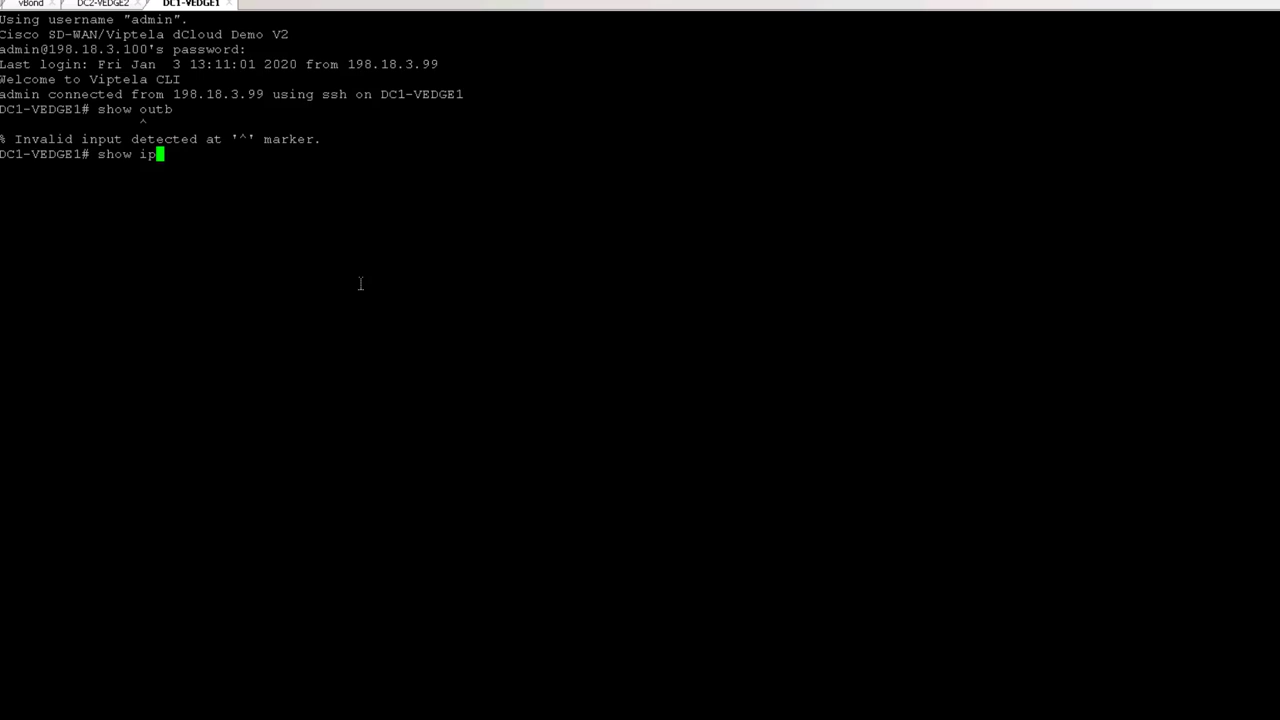 vBond DC2-VEDGE2 DC1-VEDGE1
Using username "admin".
Cisco SD-WAN/Viptela dCloud Demo V2
admin@198.18.3.100's password:
Last login: Fri Jan  3 13:11:01 2020 from 198.18.3.99
Welcome to Viptela CLI
admin connected from 198.18.3.99 using ssh on DC1-VEDGE1
DC1-VEDGE1# show outb
^
% Invalid input detected at '^' marker.
DC1-VEDGE1# show ip